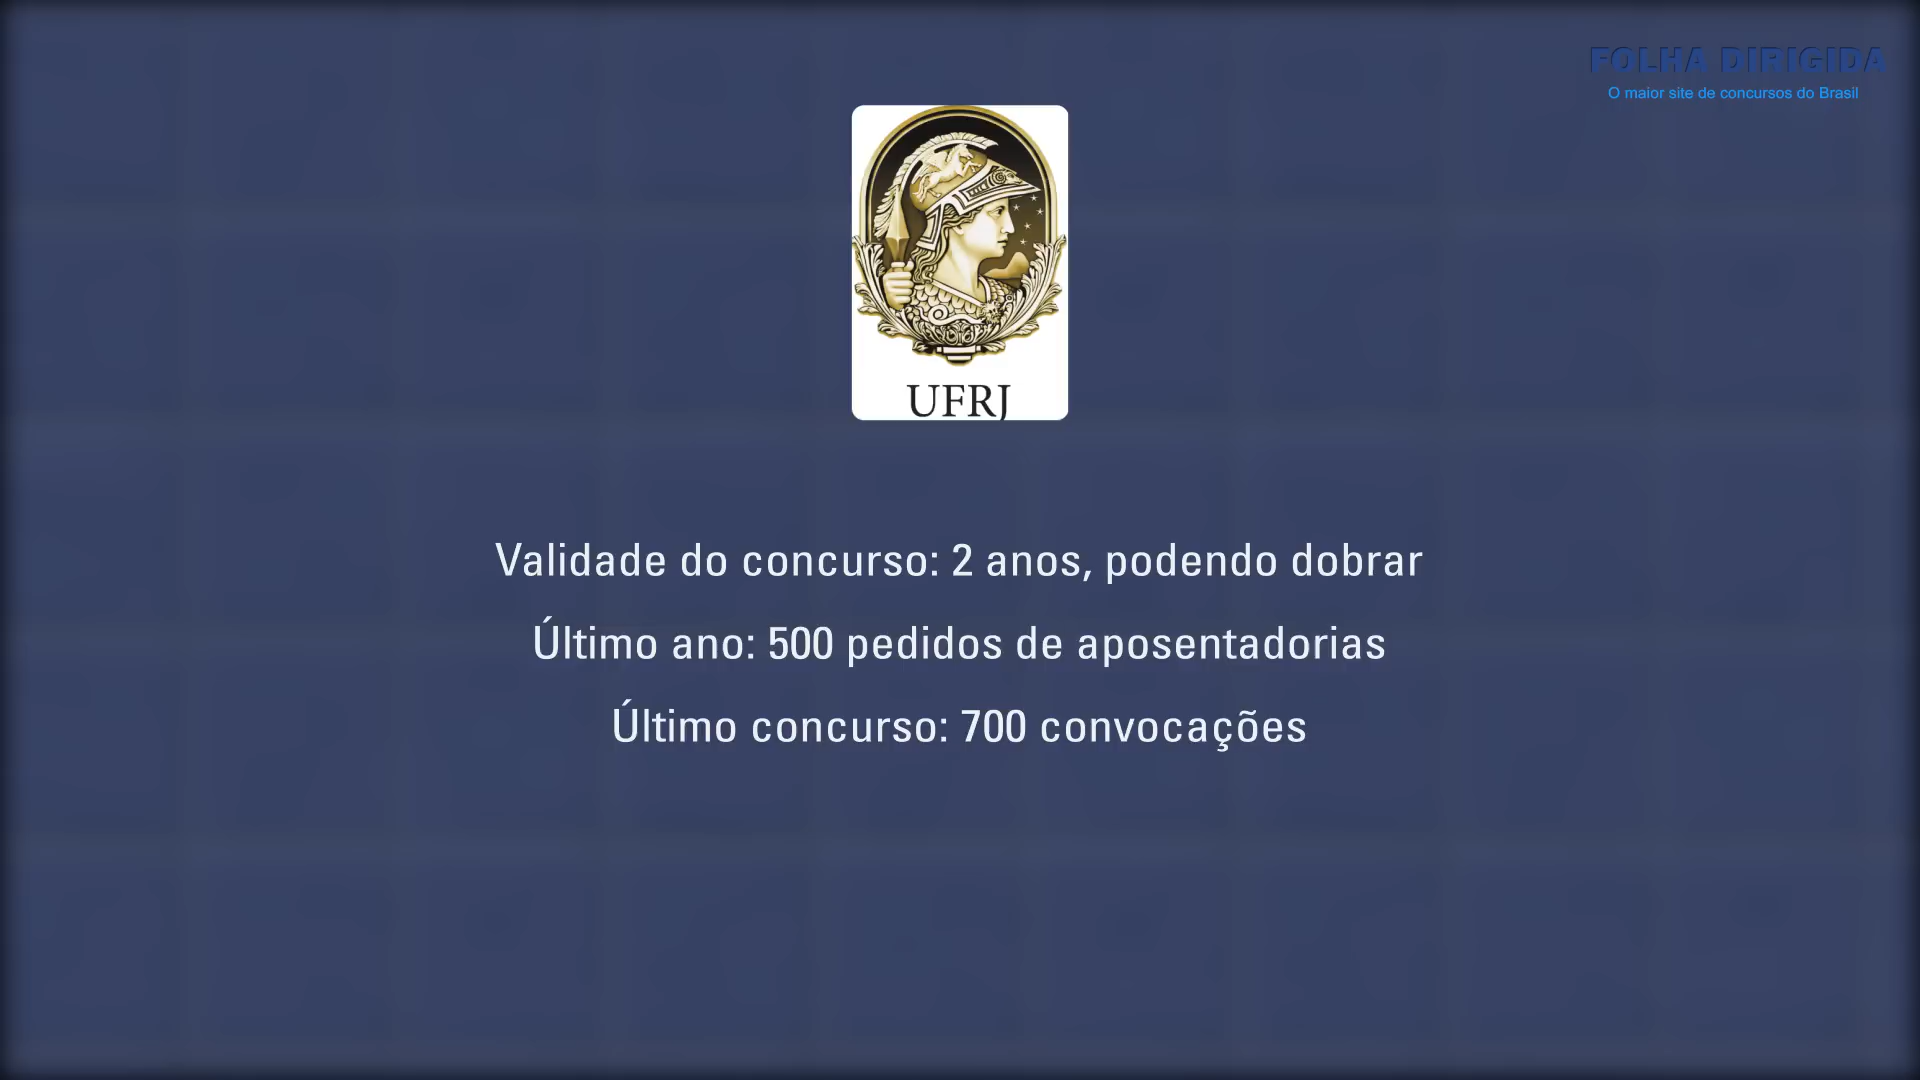 FOLHA DIRIGIDA
O maior site de concursos do Brasil
UFRJ
Validade do concurso: 2 anos, podendo dobrar
Último ano: 500 pedidos de aposentadorias
Último concurso: 700 convocações